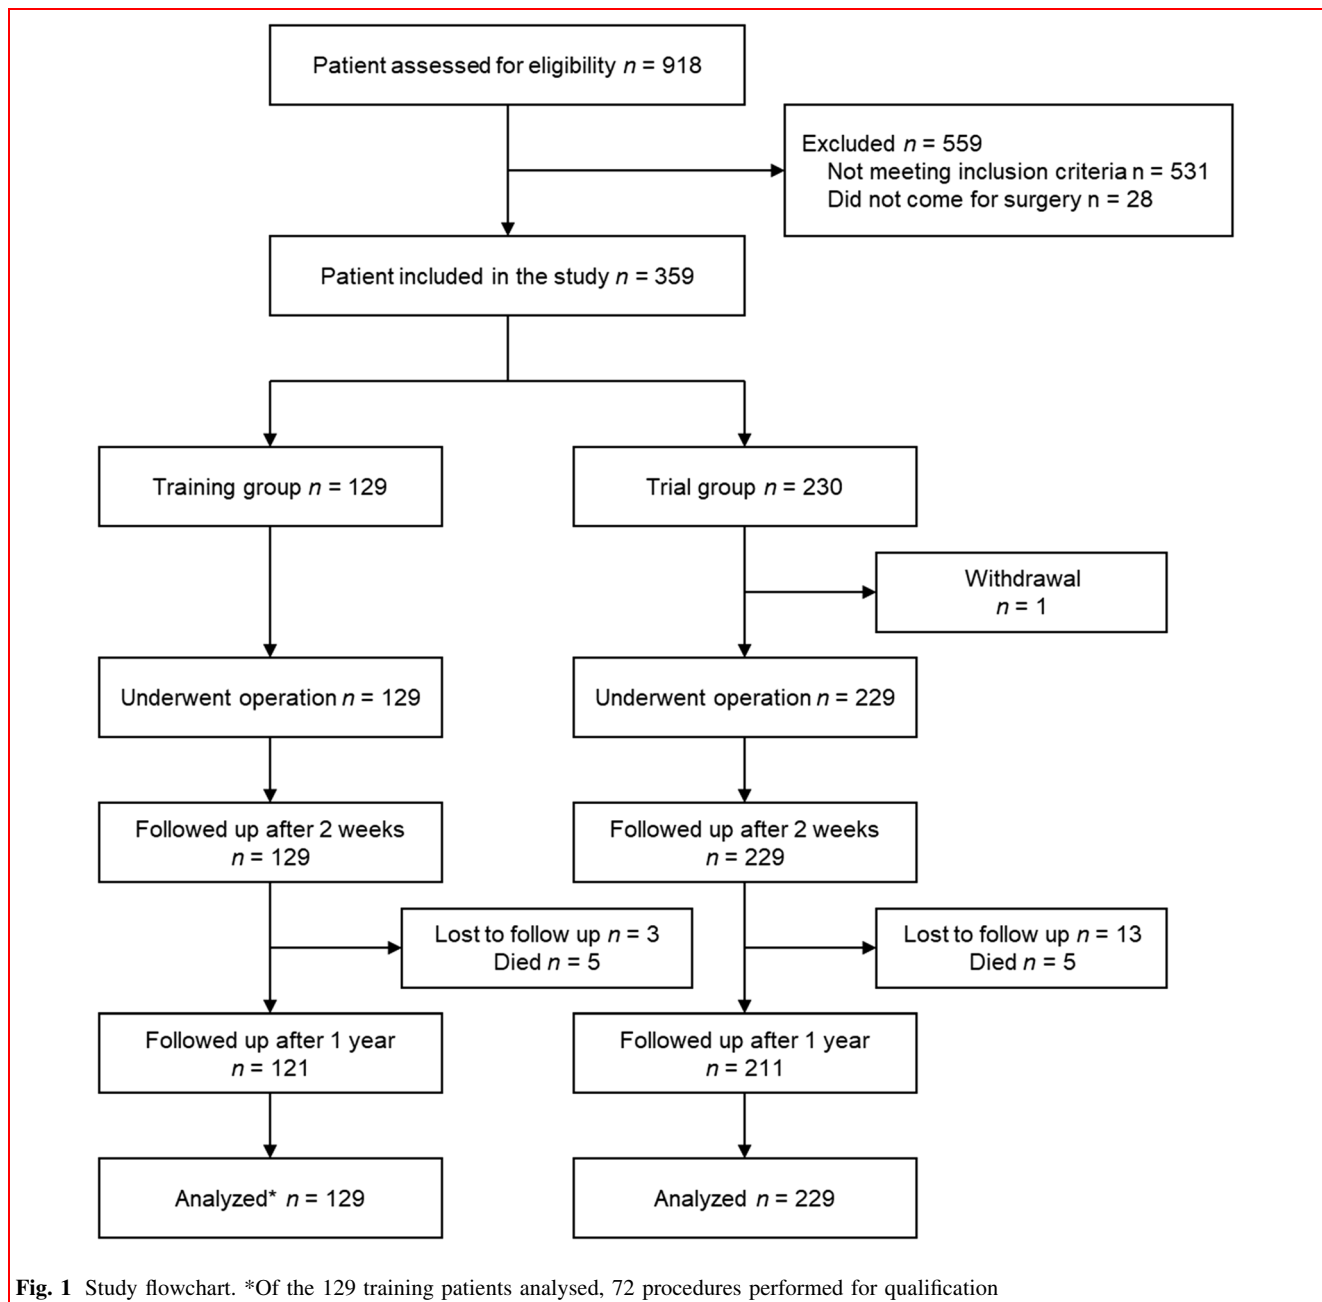 Patient assessed for eligibility n = 918
Excluded n = 559
Not meeting inclusion criteria n = 531
Did not come for surgery n = 28
Patient included in the study n = 359
Training group n = 129
Trial group n = 230
Withdrawal
n = 1
Underwent operation n = 129
Underwent operation n = 229
Followed up after 2 weeks
n = 129
Followed up after 2 weeks
n = 229
Lost to follow up n = 3
Died n = 5
Lost to follow up n = 13
Died n = 5
Followed up after 1 year
n = 121
Followed up after 1 year
n = 211
Analyzed* n = 129
Analyzed n = 229
Fig. 1 Study flowchart. *Of the 129 training patients analysed, 72 procedures performed for qualification